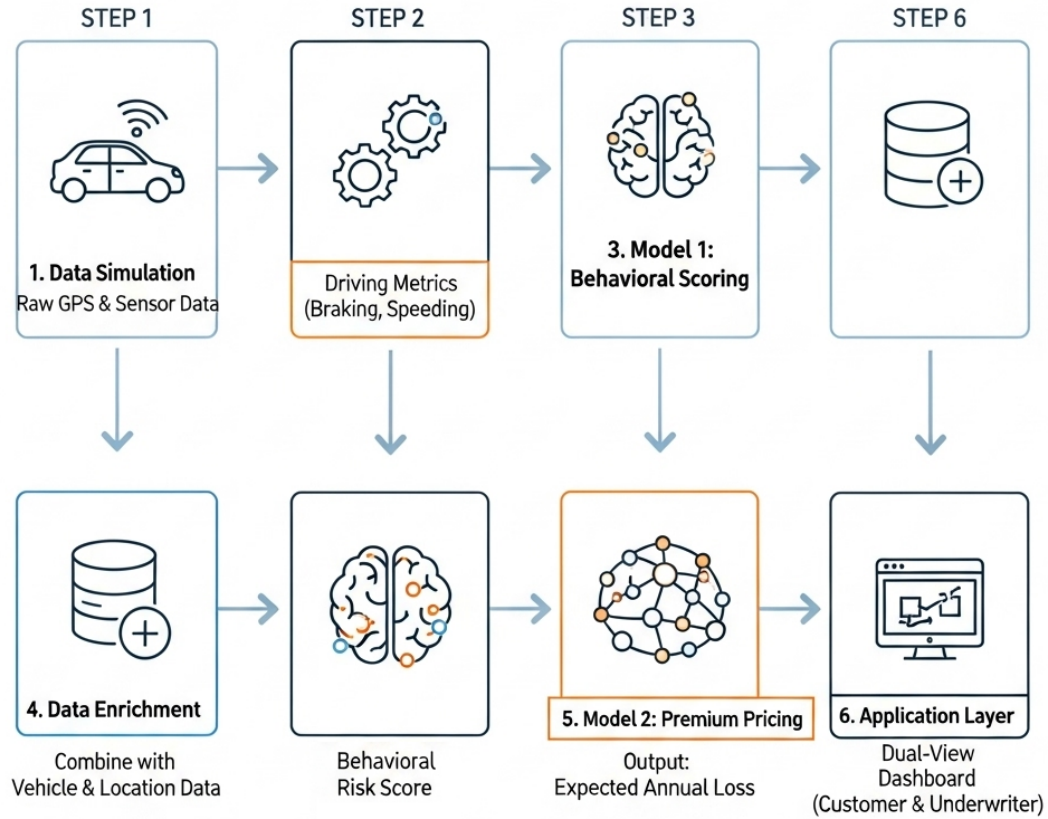 STEP 1
STEP 2
STEP 3
STEP 6
1. Data Simulation
Raw GPS & Sensor Data
Driving Metrics
(Braking, Speeding)
3. Model 1:
Behavioral Scoring
4. Data Enrichment
Combine with
Vehicle & Location Data
Behavioral
Risk Score
5. Model 2: Premium Pricing
Output:
Expected Annual Loss
6. Application Layer
Dual-View
Dashboard
(Customer & Underwriter)